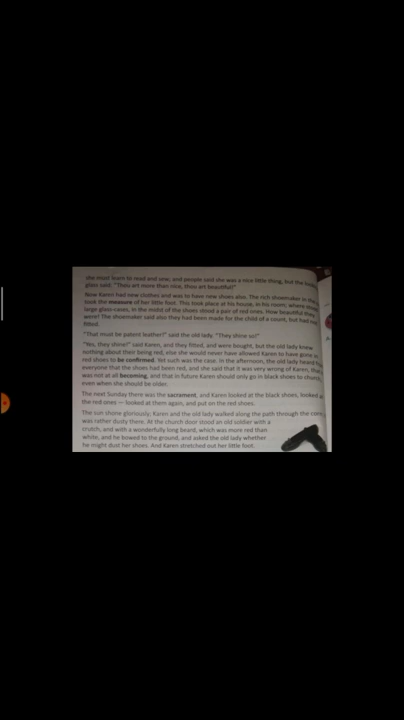 she must learn to read and sew, and people said she was a nice little thing, but the
glass said, "Thou art more than nice, thou art beautiful!"
Now Karen had new clothes and was to have new shoes also. The rich shoemaker in the
took the measure of her little foot. This took place at his house, in his room; where
large glass-cases, in the midst of the shoes stood a pair of red ones. How beautiful they
were! The shoemaker said also they had been made for the child of a count, but had not
fitted.
"That must be patent leather!" said the old lady. "They shine so!"
"Yes, they shine!" said Karen, and they fitted, and were bought, but the old lady knew
nothing about their being red, else she would never have allowed Karen to have gone in
red shoes to be confirmed. Yet such was the case. In the afternoon, the old lady heard
everyone that the shoes had been red, and she said that it was very wrong of Karen, that
was not at all becoming, and that in future Karen should only go in black shoes to church,
even when she should be older.
The next Sunday there was the sacrament, and Karen looked at the black shoes, looked at
the red ones — looked at them again, and put on the red shoes.
The sun shone gloriously; Karen and the old lady walked along the path through the corn;
was rather dusty there. At the church door stood an old soldier with a
crutch, and with a wonderfully long beard, which was more red than
white, and he bowed to the ground, and asked the old lady whether
he might dust her shoes. And Karen stretched out her little foot.